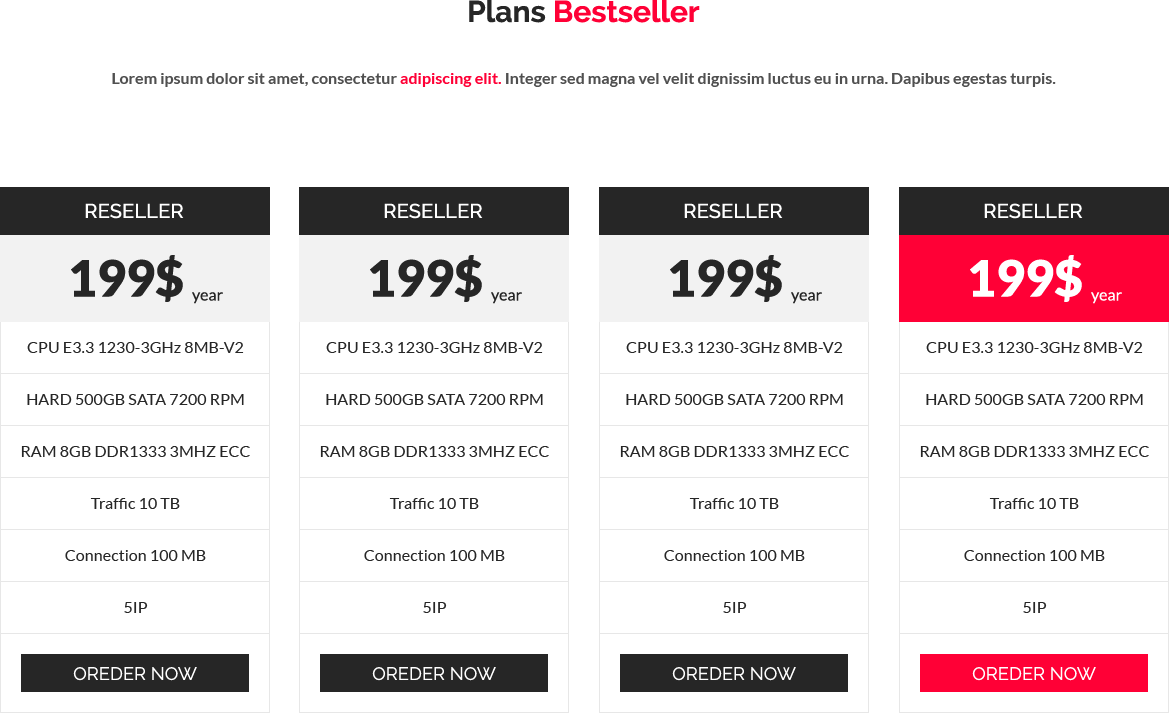 Plans Bestseller
Lorem ipsum dolor sit amet, consectetur adipiscing elit. Integer sed magna vel velit dignissim luctus eu in urna. Dapibus egestas turpis.
RESELLER
199$ year
CPU E3.3 1230-3GHz 8MB-V2
HARD 500GB SATA 7200 RPM
RAM 8GB DDR1333 3MHZ ECC
Traffic 10 TB
Connection 100 MB
5IP
OREDER NOW
RESELLER
199$ year
CPU E3.3 1230-3GHz 8MB-V2
HARD 500GB SATA 7200 RPM
RAM 8GB DDR1333 3MHZ ECC
Traffic 10 TB
Connection 100 MB
5IP
OREDER NOW
RESELLER
199$ year
CPU E3.3 1230-3GHz 8MB-V2
HARD 500GB SATA 7200 RPM
RAM 8GB DDR1333 3MHZ ECC
Traffic 10 TB
Connection 100 MB
5IP
OREDER NOW
RESELLER
199$ year
CPU E3.3 1230-3GHz 8MB-V2
HARD 500GB SATA 7200 RPM
RAM 8GB DDR1333 3MHZ ECC
Traffic 10 TB
Connection 100 MB
5IP
OREDER NOW